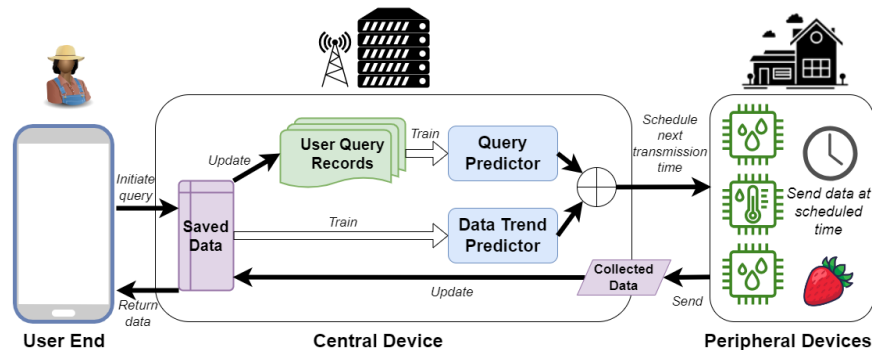 Initiate
query
Return
data
User End
Saved
Data
Update
User Query
Records
Train
Query
Predictor
Train
Data Trend
Predictor
Update
Collected
Data
Central Device
Schedule
next
transmission
time
Send
Send data at
scheduled
time
Peripheral Devices